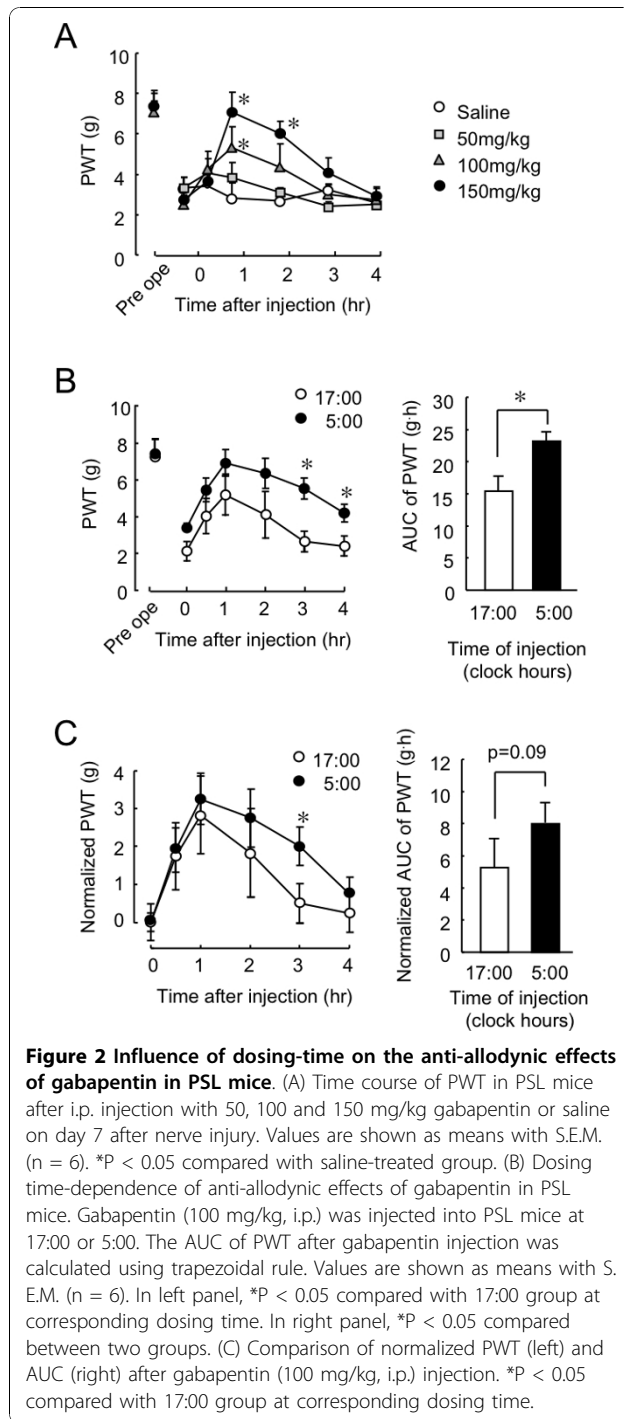 A
10
8
6
4
2
0
PWT (g)
Pre ope
0 1 2 3 4
Time after injection (hr)
* * *
Saline
50mg/kg
100mg/kg
150mg/kg
B
10
8
6
4
2
0
PWT (g)
17:00
5:00
* *
Pre ope
0 1 2 3 4
Time after injection (hr)
30
25
20
15
10
5
0
AUC of PWT (g·h)
*
17:00 5:00
Time of injection
(clock hours)
C
4
3
2
1
0
Normalized PWT (g)
17:00
5:00
*
0 1 2 3 4
Time after injection (hr)
12
10
8
6
4
2
0
Normalized AUC of PWT (g·h)
p=0.09
17:00 5:00
Time of injection
(clock hours)
Figure 2 Influence of dosing-time on the anti-allodynic effects
of gabapentin in PSL mice. (A) Time course of PWT in PSL mice
after i.p. injection with 50, 100 and 150 mg/kg gabapentin or saline
on day 7 after nerve injury. Values are shown as means with S.E.M.
(n = 6). *P < 0.05 compared with saline-treated group. (B) Dosing
time-dependence of anti-allodynic effects of gabapentin in PSL
mice. Gabapentin (100 mg/kg, i.p.) was injected into PSL mice at
17:00 or 5:00. The AUC of PWT after gabapentin injection was
calculated using trapezoidal rule. Values are shown as means with S.
E.M. (n = 6). In left panel, *P < 0.05 compared with 17:00 group at
corresponding dosing time. In right panel, *P < 0.05 compared
between two groups. (C) Comparison of normalized PWT (left) and
AUC (right) after gabapentin (100 mg/kg, i.p.) injection. *P < 0.05
compared with 17:00 group at corresponding dosing time.